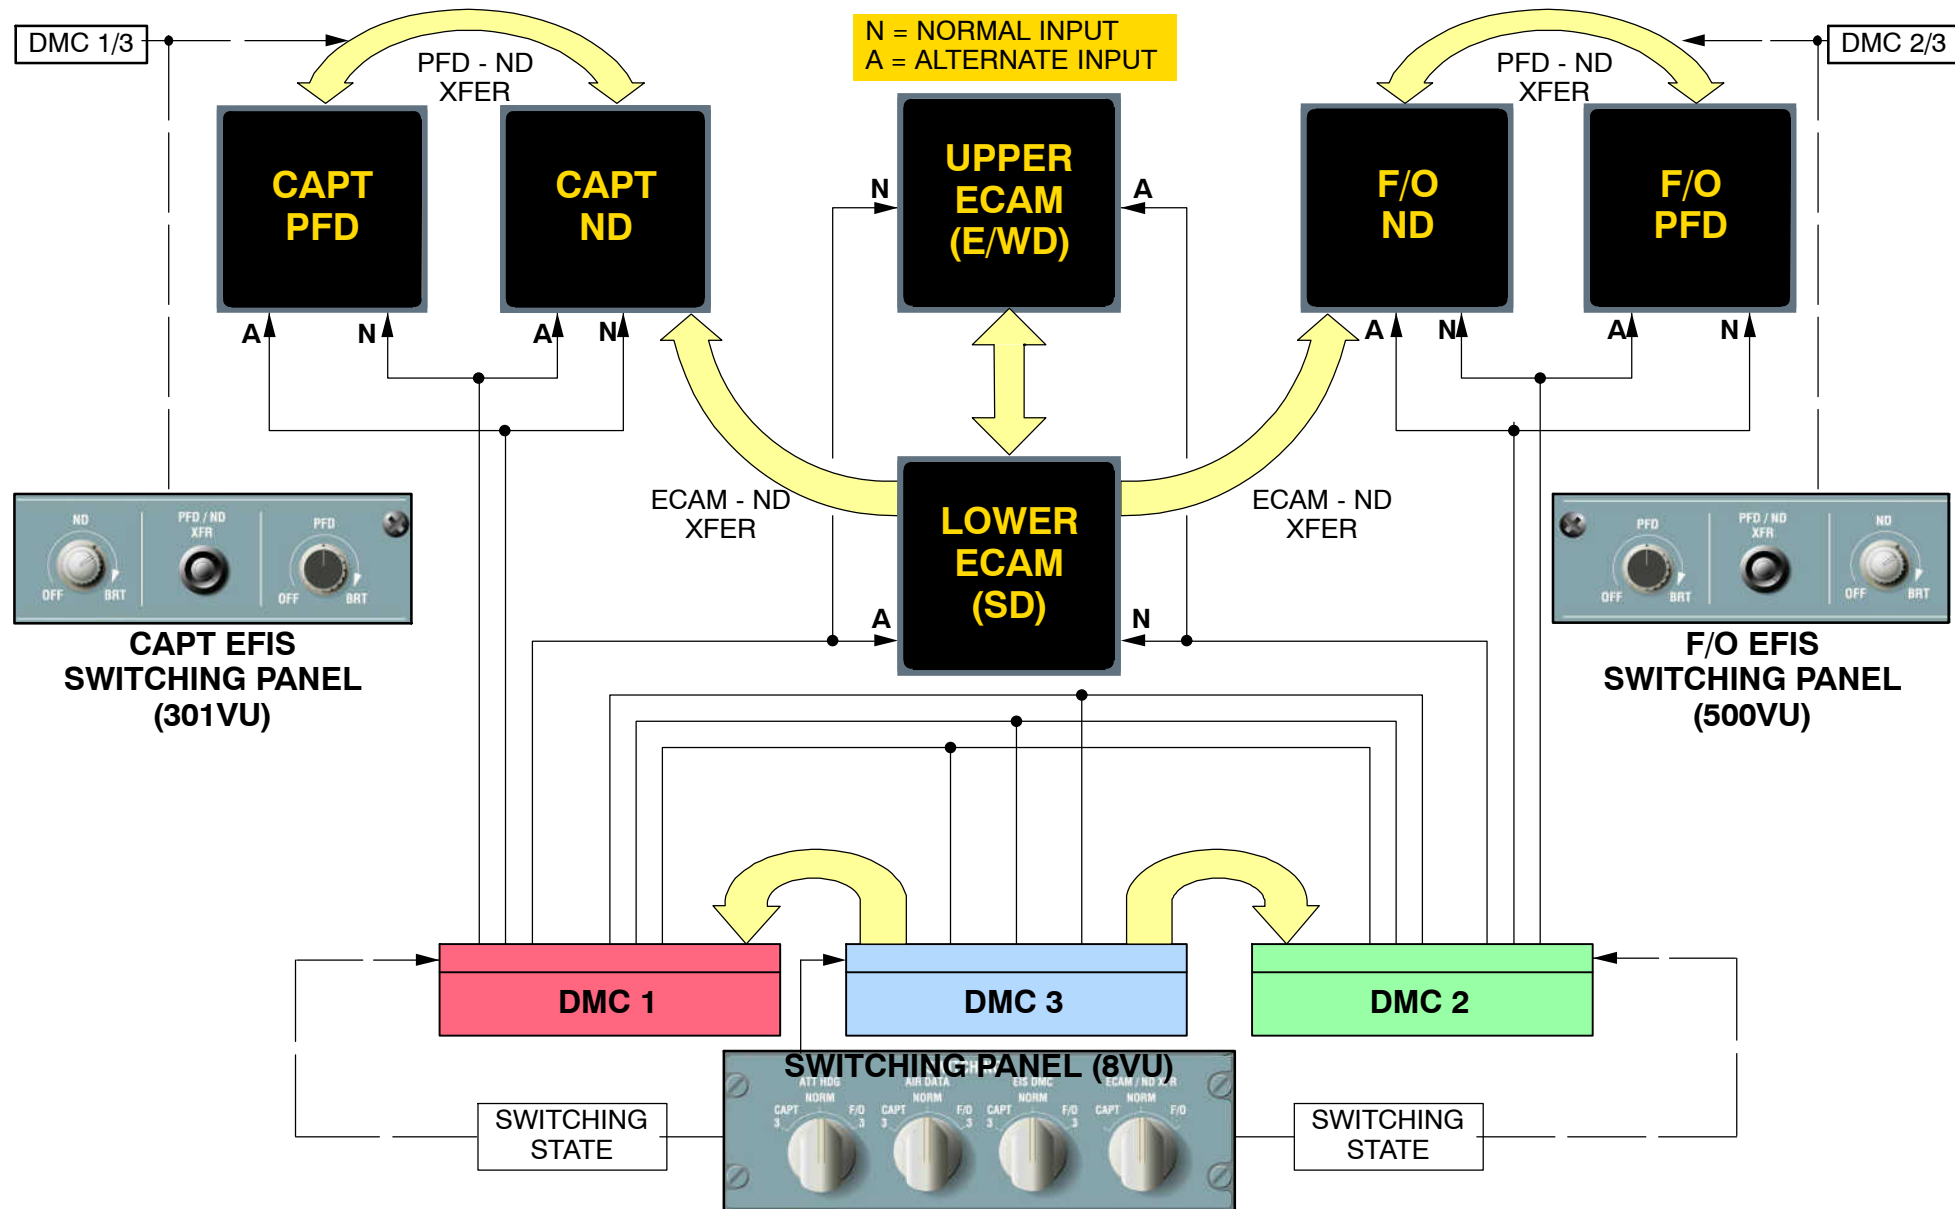 DMC 1/3
PFD - ND
XFER
N = NORMAL INPUT
A = ALTERNATE INPUT
PFD - ND
XFER
DMC 2/3
CAPT
PFD
CAPT
ND
UPPER
ECAM
(E/WD)
F/O
ND
F/O
PFD
N
A
A
N
A
N
A
N
A
N
ECAM - ND
XFER
LOWER
ECAM
(SD)
ECAM - ND
XFER
A
N
ND
OFF
BRT
PFD / ND
XFR
PFD
OFF
BRT
CAPT EFIS
SWITCHING PANEL
(301VU)
PFD
OFF
BRT
PFD / ND
XFR
ND
OFF
BRT
F/O EFIS
SWITCHING PANEL
(500VU)
DMC 1
DMC 3
DMC 2
SWITCHING PANEL (8VU)
SWITCHING
STATE
ATT HDG
NORM
CAPT
3
F/O
3
AIR DATA
NORM
CAPT
3
F/O
3
EIS DMC
NORM
CAPT
3
F/O
3
ECAM / ND XFR
NORM
CAPT
F/O
SWITCHING
STATE